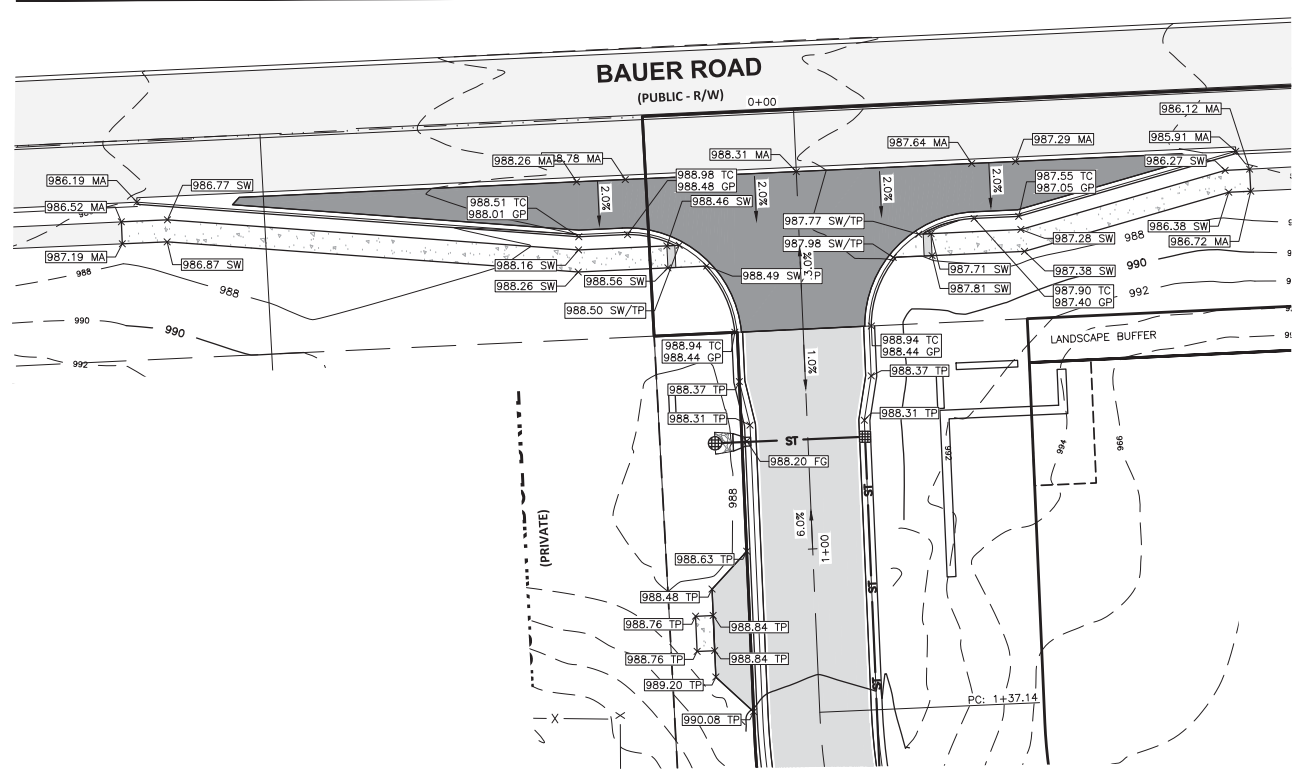 BAUER ROAD
(PUBLIC - R/W)
0+00
986.12 MA
985.91 MA
987.64 MA
987.29 MA
986.27 SW
988.31 MA
988.26 MA
8.78 MA
988.98 TC
988.48 GP
986.19 MA
986.77 SW
987.55 TC
987.05 GP
2.0%
2.0%
2.0%
2.0%
988.51 TC
988.01 GP
988.46 SW
986.52 MA
987.77 SW/TP
986.38 SW
987.28 SW
988
987.98 SW/TP
986.72 MA
987.19 MA
986.87 SW
988.16 SW
3.0%
990
988
988.49 SW/TP
987.71 SW
987.38 SW
988
988.26 SW
988.56 SW
987.81 SW
992
987.90 TC
987.40 GP
988.50 SW/TP
990
990
LANDSCAPE BUFFER
988.94 TC
988.44 GP
988.94 TC
988.44 GP
992
1.0%
988.37 TP
988.37 TP
988.31 TP
988.31 TP
ST
994
996
992
988.20 FG
ST
988
6.0%
(PRIVATE)
1+00
988.63 TP
ST
988.48 TP
988.76 TP
988.84 TP
988.76 TP
988.84 TP
989.20 TP
ST
PC: 1+37.14
990.08 TP
X
X